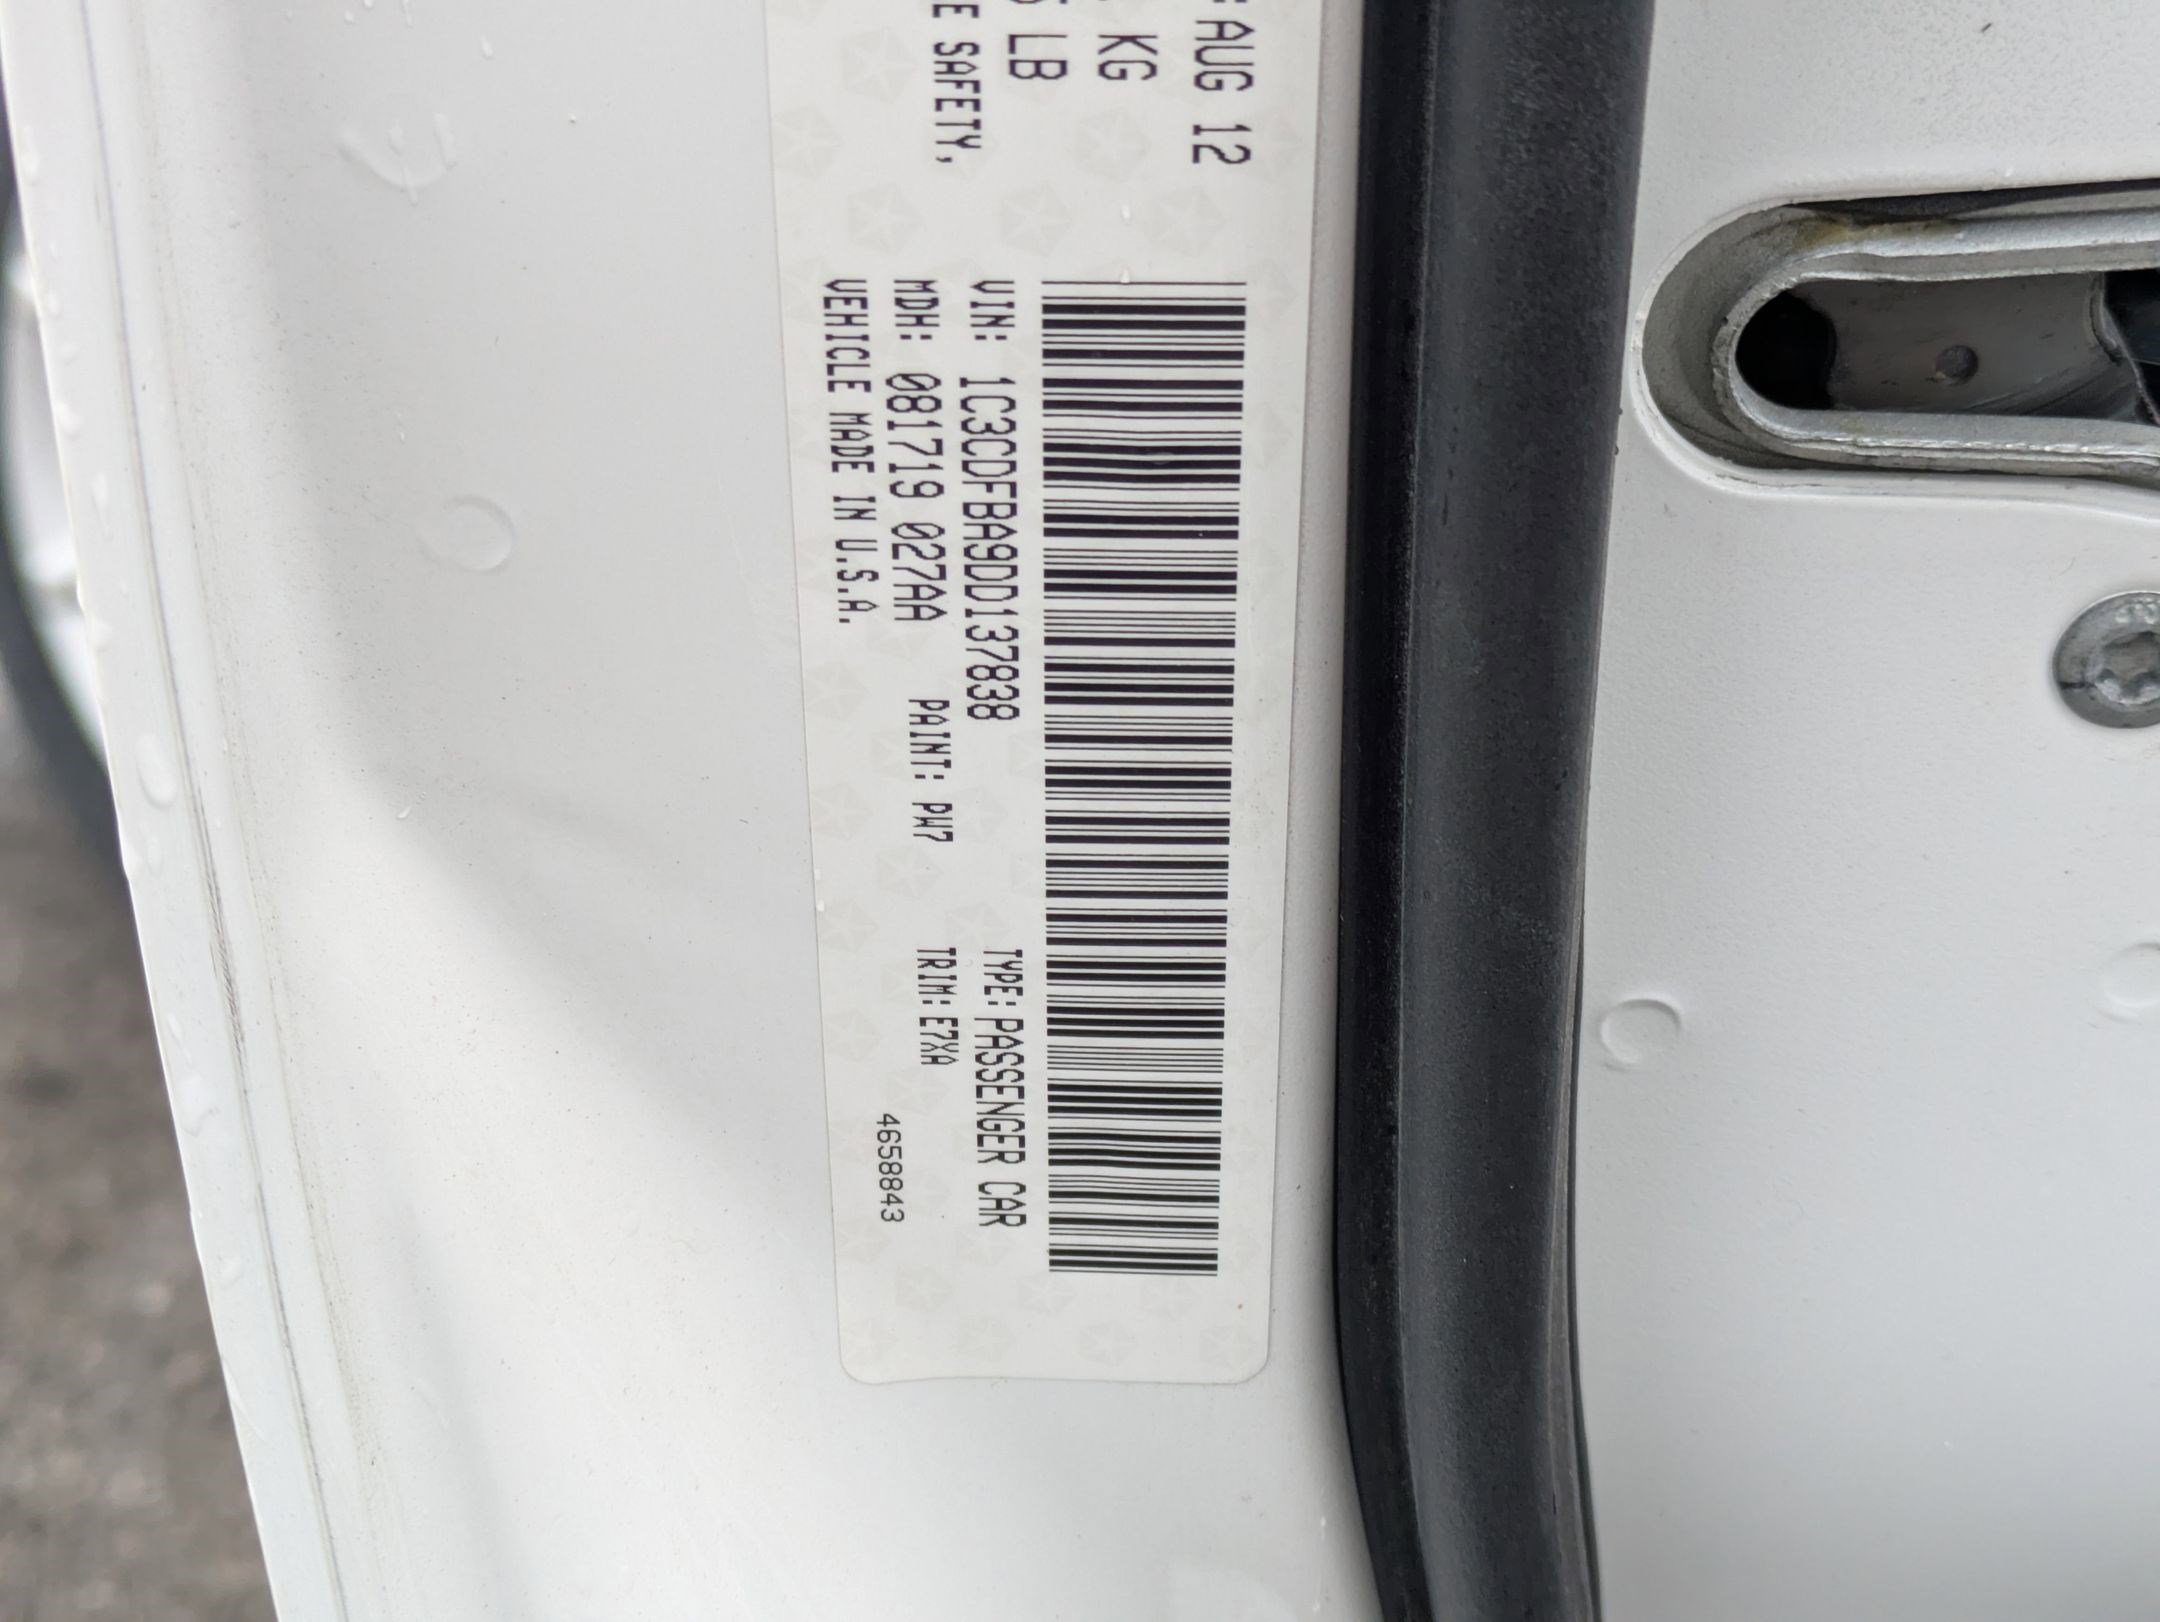 AUG 12
KG
LB
E SAFETY,
VIN: 1C3CDFBA9DD137838
TYPE: PASSENGER CAR
MDH: 081719 027AA
PAINT: PW7
TRIM: E7XA
VEHICLE MADE IN U.S.A.
46588843